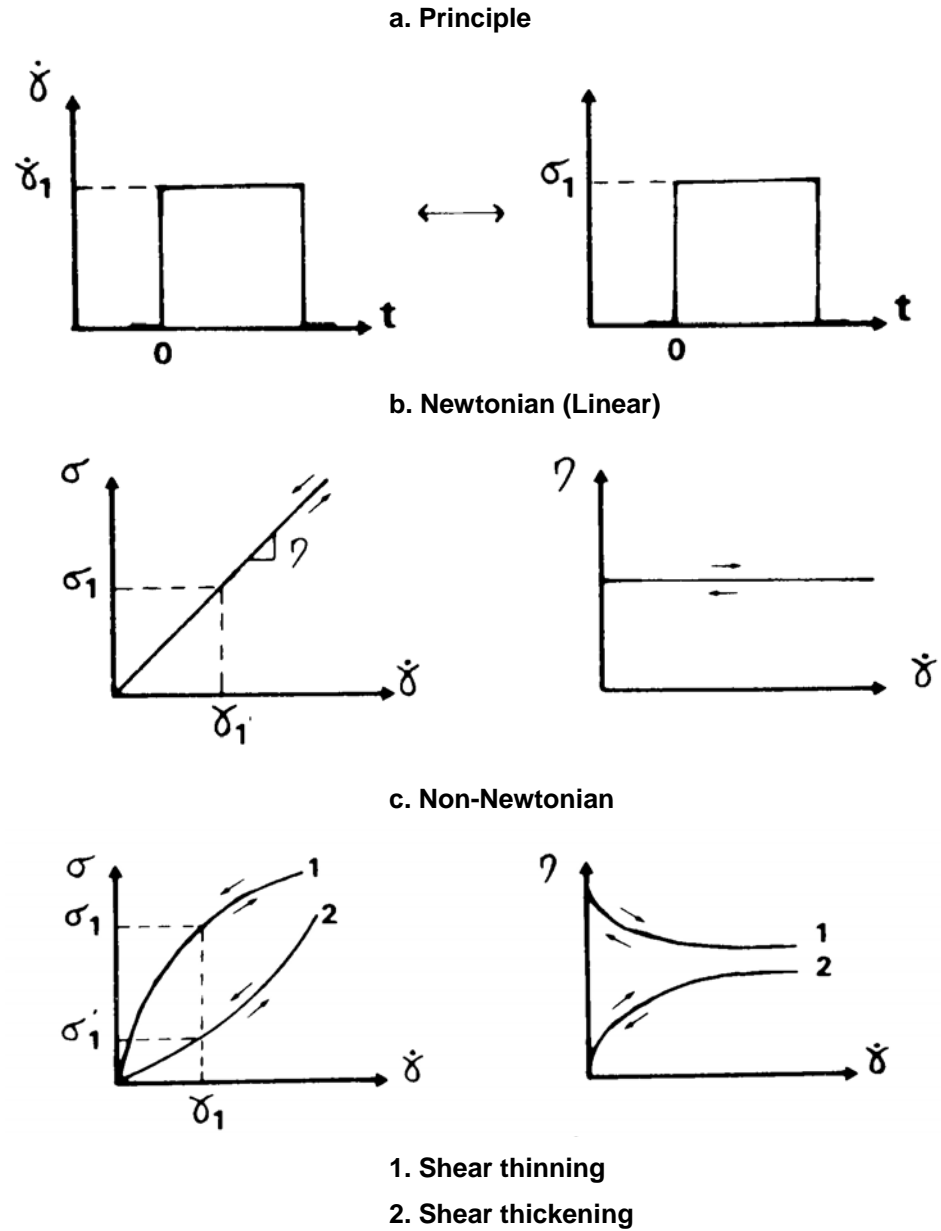 a. Principle
γ̇
γ̇1
t
0
σ1
t
0
b. Newtonian (Linear)
σ
σ1
η
γ̇
γ1
η
γ̇
c. Non-Newtonian
σ
σ1
σ1'
1
2
γ̇
γ1
η
1
2
γ̇
1. Shear thinning
2. Shear thickening